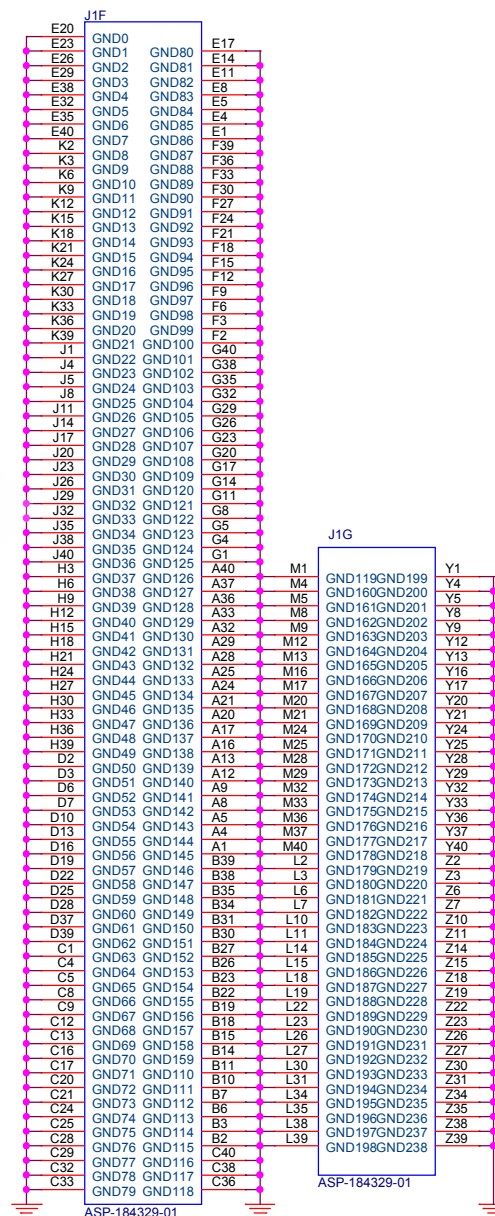 J1F
E20 GND0
E23 GND1 GND80 E17
E26 GND2 GND81 E14
E29 GND3 GND82 E11
E38 GND4 GND83 E8
E32 GND5 GND84 E5
E35 GND6 GND85 E4
E40 GND7 GND86 E1
K2 GND8 GND87 F39
K3 GND9 GND88 F36
K6 GND10 GND89 F33
K9 GND11 GND90 F30
K12 GND12 GND91 F27
K15 GND13 GND92 F24
K18 GND14 GND93 F21
K21 GND15 GND94 F18
K24 GND16 GND95 F15
K27 GND17 GND96 F12
K30 GND18 GND97 F9
K33 GND19 GND98 F6
K36 GND20 GND99 F3
K39 GND21 GND100 F2
J1 GND22 GND101 G40
J4 GND23 GND102 G38
J5 GND24 GND103 G35
J8 GND25 GND104 G32
J11 GND26 GND105 G29
J14 GND27 GND106 G26
J17 GND28 GND107 G23
J20 GND29 GND108 G20
J23 GND30 GND109 G17
J26 GND31 GND120 G14
J29 GND32 GND121 G11
J32 GND33 GND122 G8
J35 GND34 GND123 G5
J38 GND35 GND124 G4
J40 GND36 GND125 G1
H3 GND37 GND126 A40
H6 GND38 GND127 A37
H9 GND39 GND128 A36
H12 GND40 GND129 A33
H15 GND41 GND130 A32
H18 GND42 GND131 A29
H21 GND43 GND132 A28
H24 GND44 GND133 A25
H27 GND45 GND134 A24
H30 GND46 GND135 A21
H33 GND47 GND136 A20
H36 GND48 GND137 A17
H39 GND49 GND138 A16
D2 GND50 GND139 A13
D3 GND51 GND140 A12
D6 GND52 GND141 A9
D7 GND53 GND142 A8
D10 GND54 GND143 A5
D13 GND55 GND144 A4
D16 GND56 GND145 A1
D19 GND57 GND146 B39
D22 GND58 GND147 B38
D25 GND59 GND148 B35
D28 GND60 GND149 B34
D37 GND61 GND150 B31
D39 GND62 GND151 B30
C1 GND63 GND152 B27
C4 GND64 GND153 B26
C5 GND65 GND154 B23
C8 GND66 GND155 B22
C9 GND67 GND156 B19
C12 GND68 GND157 B18
C13 GND69 GND158 B15
C16 GND70 GND159 B14
C17 GND71 GND110 B11
C20 GND72 GND111 B10
C21 GND73 GND112 B7
C24 GND74 GND113 B6
C25 GND75 GND114 B3
C28 GND76 GND115 B2
C29 GND77 GND116 C40
C32 GND78 GND117 C38
C33 GND79 GND118 C36
ASP-184329-01
J1G
M1 GND119 GND199 Y1
M4 GND160 GND200 Y4
M5 GND161 GND201 Y5
M8 GND162 GND202 Y8
M9 GND163 GND203 Y9
M12 GND164 GND204 Y12
M13 GND165 GND205 Y13
M16 GND166 GND206 Y16
M17 GND167 GND207 Y17
M20 GND168 GND208 Y20
M21 GND169 GND209 Y21
M24 GND170 GND210 Y24
M25 GND171 GND211 Y25
M28 GND172 GND212 Y28
M29 GND173 GND213 Y29
M32 GND174 GND214 Y32
M33 GND175 GND215 Y33
M36 GND176 GND216 Y36
M37 GND177 GND217 Y37
M40 GND178 GND218 Y40
L2 GND179 GND219 Z2
L3 GND180 GND220 Z3
L6 GND181 GND221 Z6
L7 GND182 GND222 Z7
L10 GND183 GND223 Z10
L11 GND184 GND224 Z11
L14 GND185 GND225 Z14
L15 GND186 GND226 Z15
L18 GND187 GND227 Z18
L19 GND188 GND228 Z19
L22 GND189 GND229 Z22
L23 GND190 GND230 Z23
L26 GND191 GND231 Z26
L27 GND192 GND232 Z27
L30 GND193 GND233 Z30
L31 GND194 GND234 Z31
L34 GND195 GND235 Z34
L35 GND196 GND236 Z35
L38 GND197 GND237 Z38
L39 GND198 GND238 Z39
ASP-184329-01